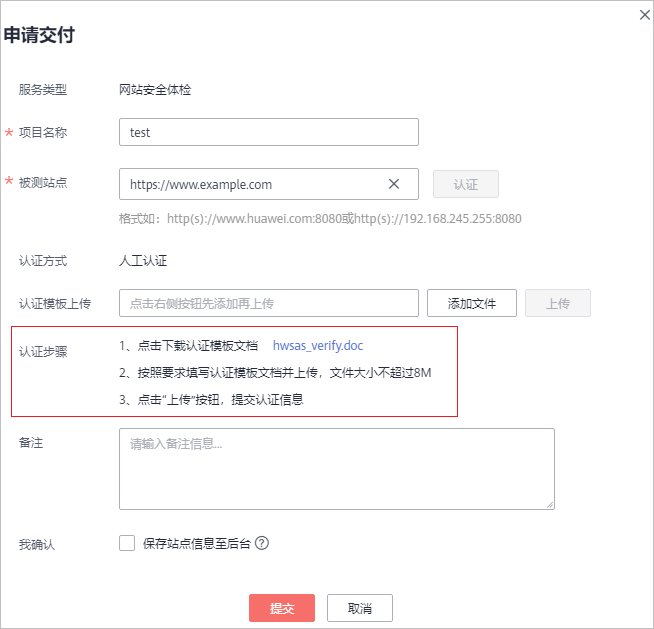 申请交付
服务类型 网站安全体检
* 项目名称 test
* 被测站点 https://www.example.com 认证
格式如：http(s)://www.huawei.com:8080或http(s)://192.168.245.255:8080
认证方式 人工认证
认证模板上传 点击右侧按钮先添加再上传 添加文件 上传
认证步骤 1、点击下载认证模板文档 hwsas_verify.doc
2、按照要求填写认证模板文档并上传，文件大小不超过8M
3、点击“上传”按钮，提交认证信息
备注 请输入备注信息...
我确认 保存站点信息至后台 ?
提交 取消